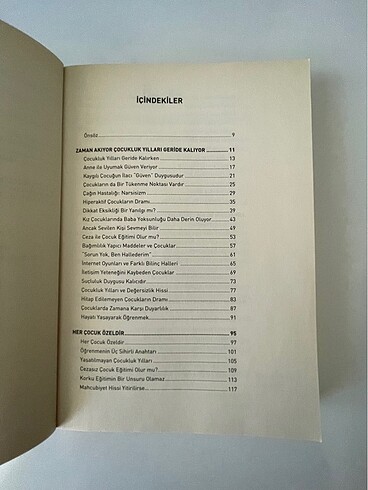 İÇİNDEKİLER
Önsöz 9
ZAMAN AKIYOR ÇOCUKLUK YILLARI GERİDE KALIYOR 11
Çocukluk Yılları Geride Kalırken 13
Anne ile Uyumak Güven Veriyor 17
Kaygılı Çocuğun İlacı "Güven" Duygusudur 21
Çocukların da Bir Tükenme Noktası Vardır 25
Çağın Hastalığı: Narsisizm 29
Hiperaktif Çocukların Dramı 35
Dikkat Eksikliği Bir Yanılgı mı? 39
Kız Çocuklarında Baba Yoksunluğu Daha Derin Oluyor 43
Ancak Sevilen Kişi Sevmeyi Bilir 49
Ceza ile Çocuk Eğitimi Olur mu? 53
Bağımlılık Yapıcı Maddeler ve Çocuklar 57
"Sorun Yok, Ben Hallederim" 61
İnternet Oyunları ve Farklı Bilinç Halleri 65
İletişim Yeteneğini Kaybeden Çocuklar 69
Suçluluk Duygusu Kalıcıdır 73
Çocukluk Yılları ve Değersizlik Hissi 77
Hitap Edilemeyen Çocukların Dramı 83
Çocuklarda Zamana Karşı Duyarlılık 87
Hayatı Yaşayarak Öğrenmek 91
HER ÇOCUK ÖZELDİR 95
Her Çocuk Özeldir 97
Öğrenmenin Üç Sihirli Anahtarı 101
Yaşatılmayan Çocukluk Yılları 105
Cezasız Çocuk Eğitimi Olur mu? 109
Korku Eğitimin Bir Unsuru Olamaz 113
Mahcubiyet Hissi Yitirilirse 117